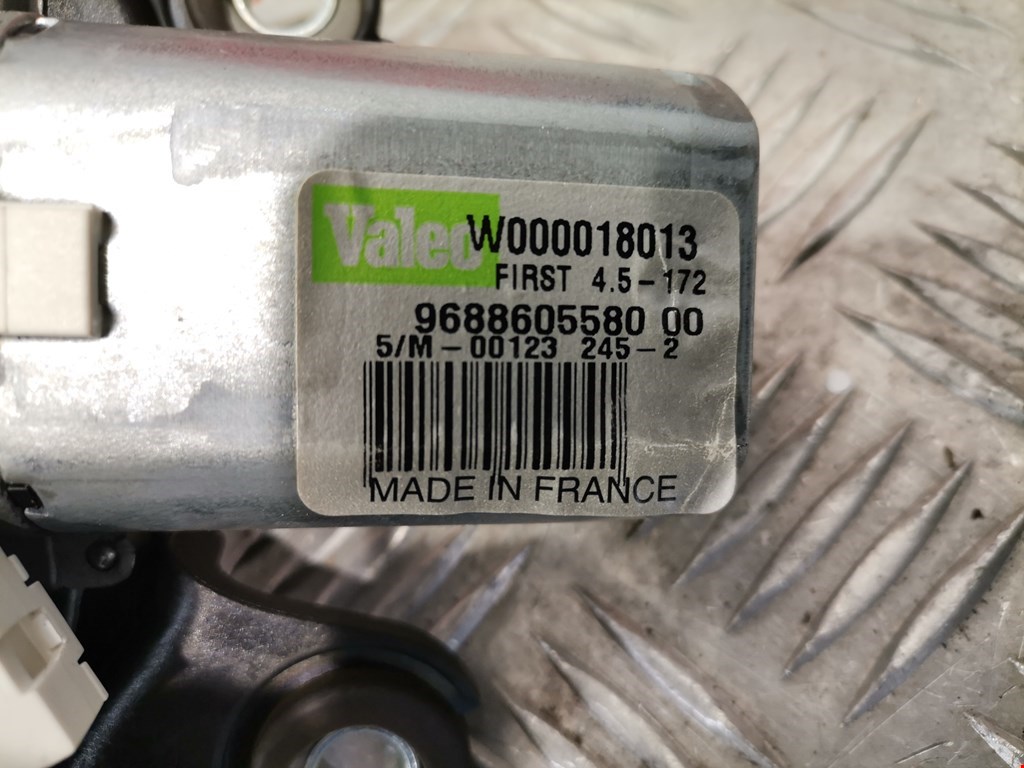 Valeo W000018013
FIRST 4.5-172
9688605580 00
5/M-00123 245-2
MADE IN FRANCE